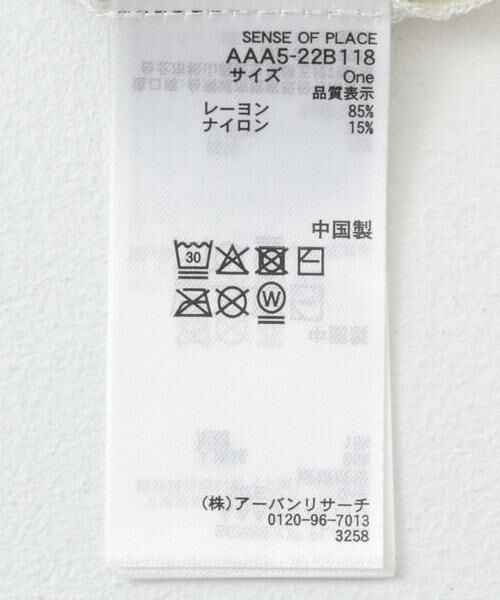 SENSE OF PLACE
AAA5-22B118
サイズ One
品質表示
レーヨン 85%
ナイロン 15%
中国製
30
W
(株)アーバンリサーチ
0120-96-7013
3258